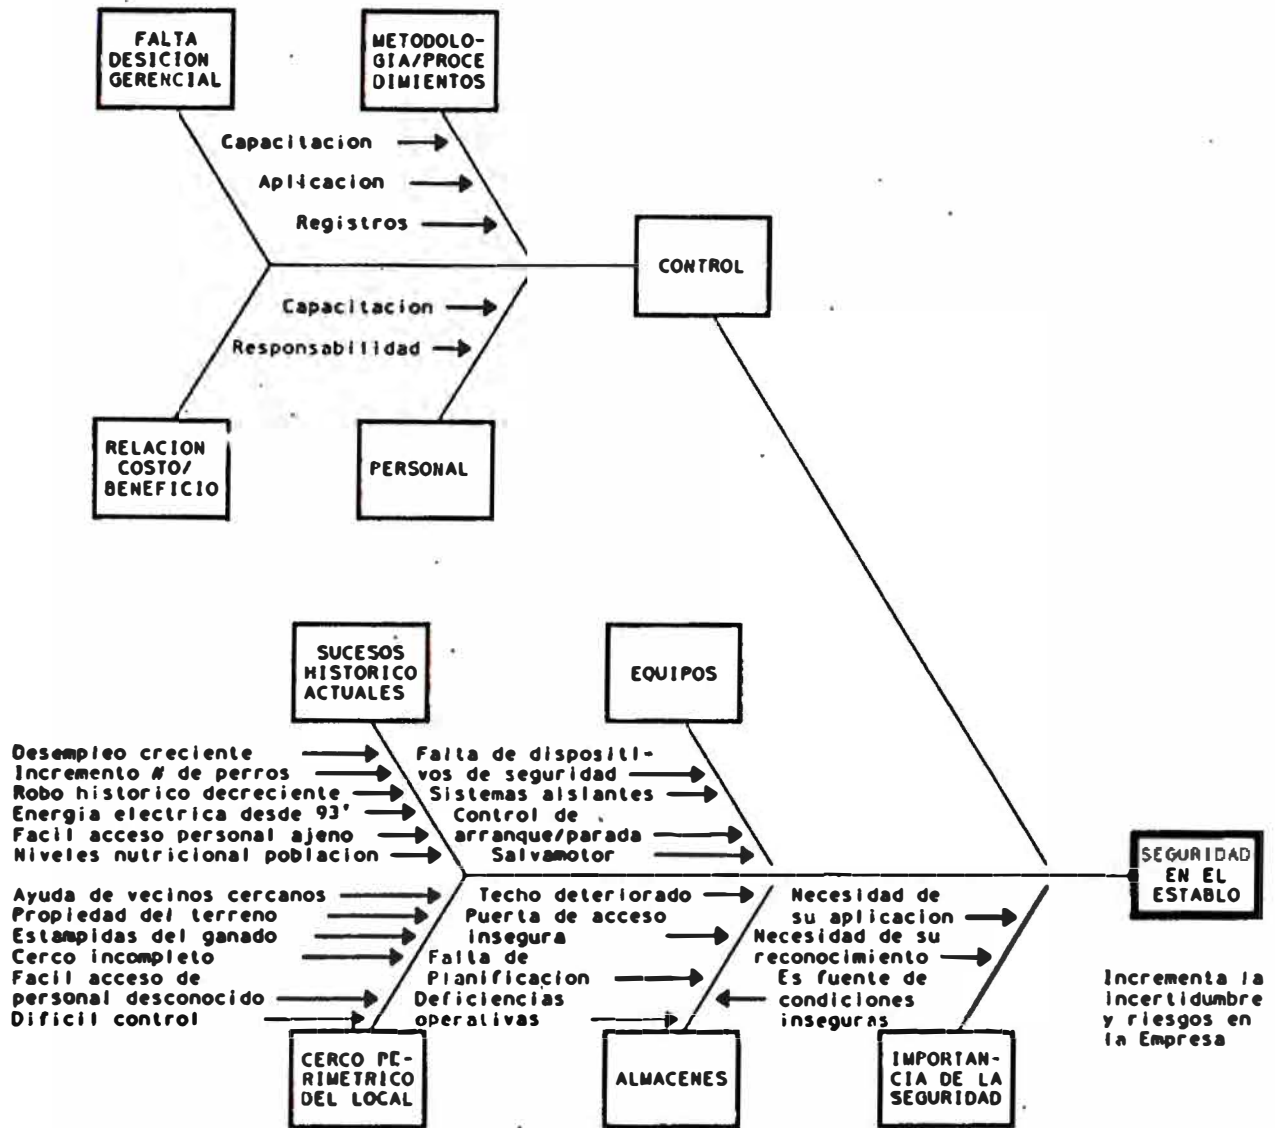 FALTA
DESICION
GERENCIAL
METODOLO-
GIA/PROCE
DIMIENTOS
Capacitacion
Aplicacion
Registros
CONTROL
Capacitacion
Responsabilidad
RELACION
COSTO/
BENEFICIO
PERSONAL
SUCESOS
HISTORICO
ACTUALES
EQUIPOS
Desempleo creciente
Incremento # de perros
Robo historico decreciente
Energia electrica desde 93'
Facil acceso personal ajeno
Niveles nutricional poblacion
Falta de dispositi-
vos de seguridad
Sistemas aislantes
Control de
arranque/parada
Salvamotor
SEGURIDAD
EN EL
ESTABLO
Ayuda de vecinos cercanos
Propiedad del terreno
Estampidas del ganado
Cerco incompleto
Facil acceso de
personal desconocido
Dificil control
Techo deteriorado
Puerta de acceso
insegura
Falta de
Planificacion
Deficiencias
operativas
Necesidad de
su aplicacion
Necesidad de su
reconocimiento
Es fuente de
condiciones
inseguras
Incrementa la
incertidumbre
y riesgos en
la Empresa
CERCO PE-
RIMETRICO
DEL LOCAL
ALMACENES
IMPORTAN-
CIA DE LA
SEGURIDAD